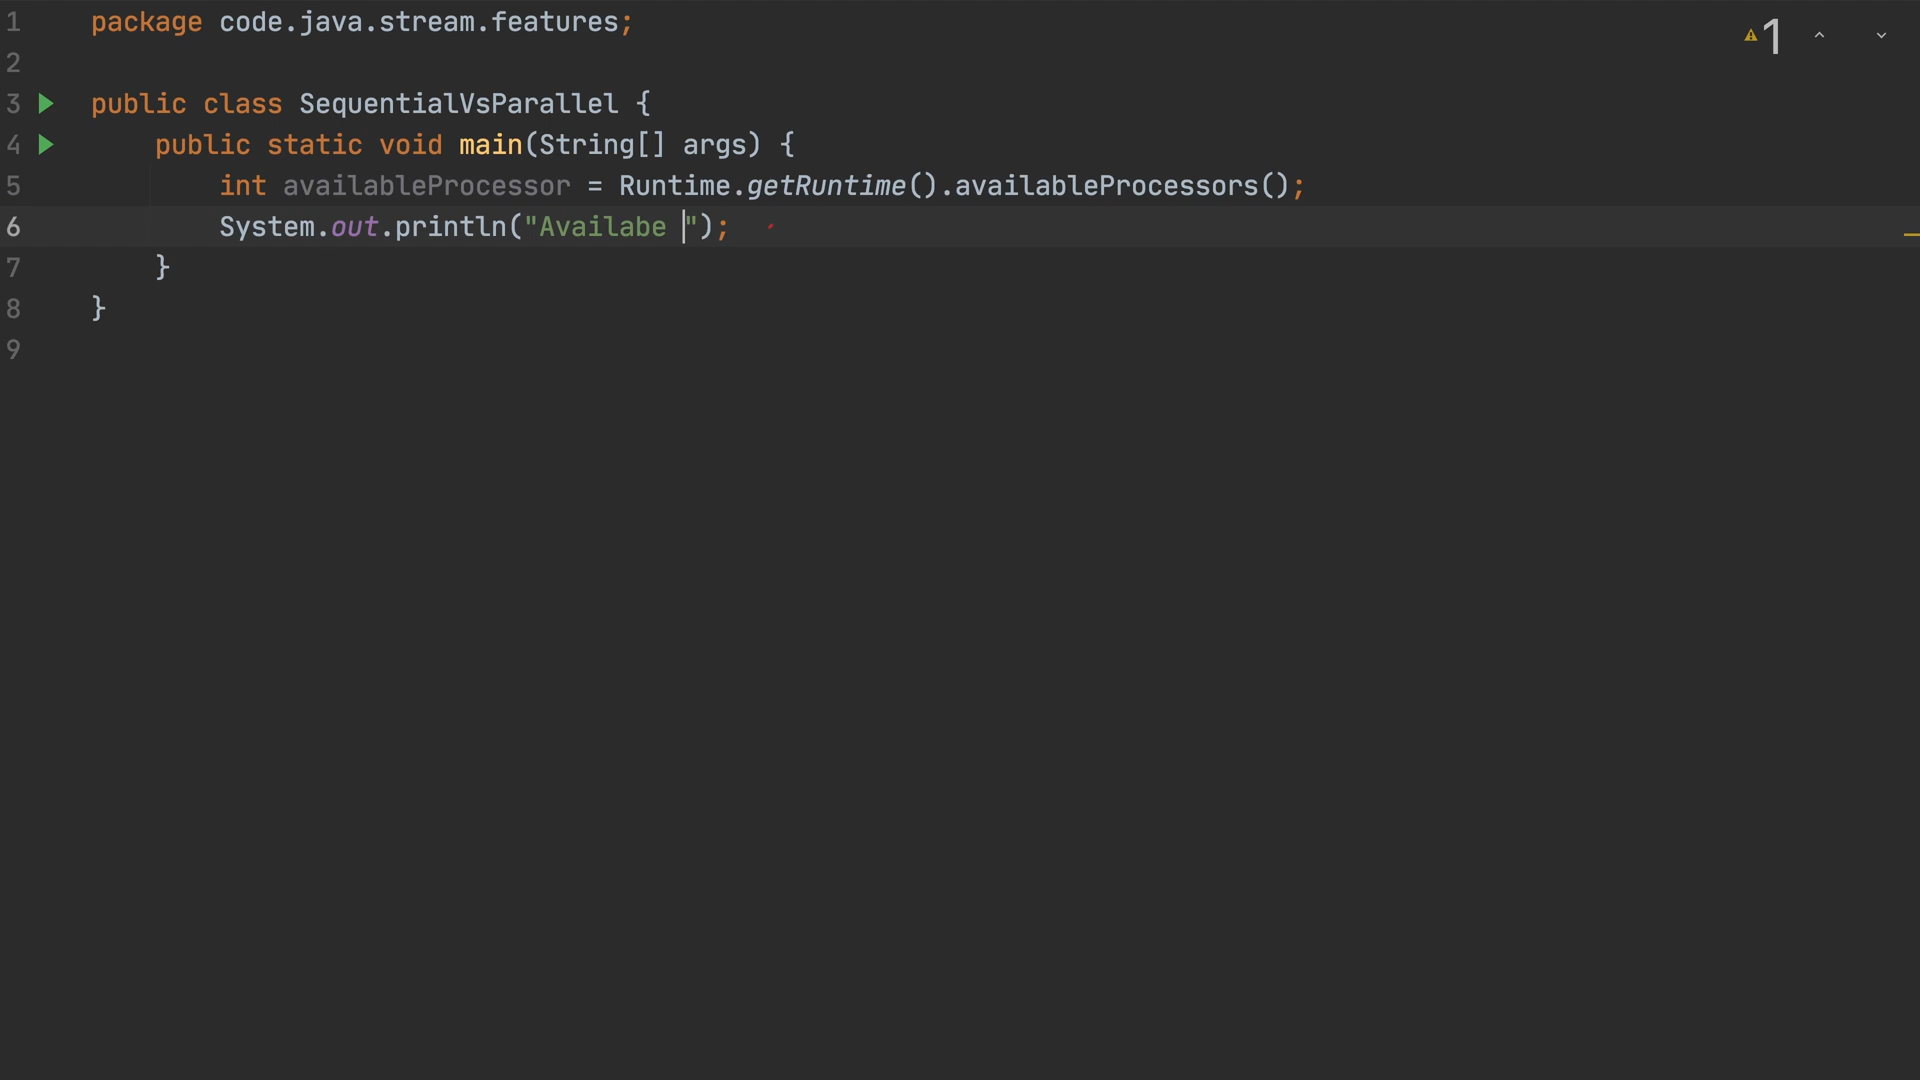 1 package code.java.stream.features;
2
3 public class SequentialVsParallel {
4 public static void main(String[] args) {
5 int availableProcessor = Runtime.getRuntime().availableProcessors();
6 System.out.println("Availabe ");
7 }
8 }
9
1